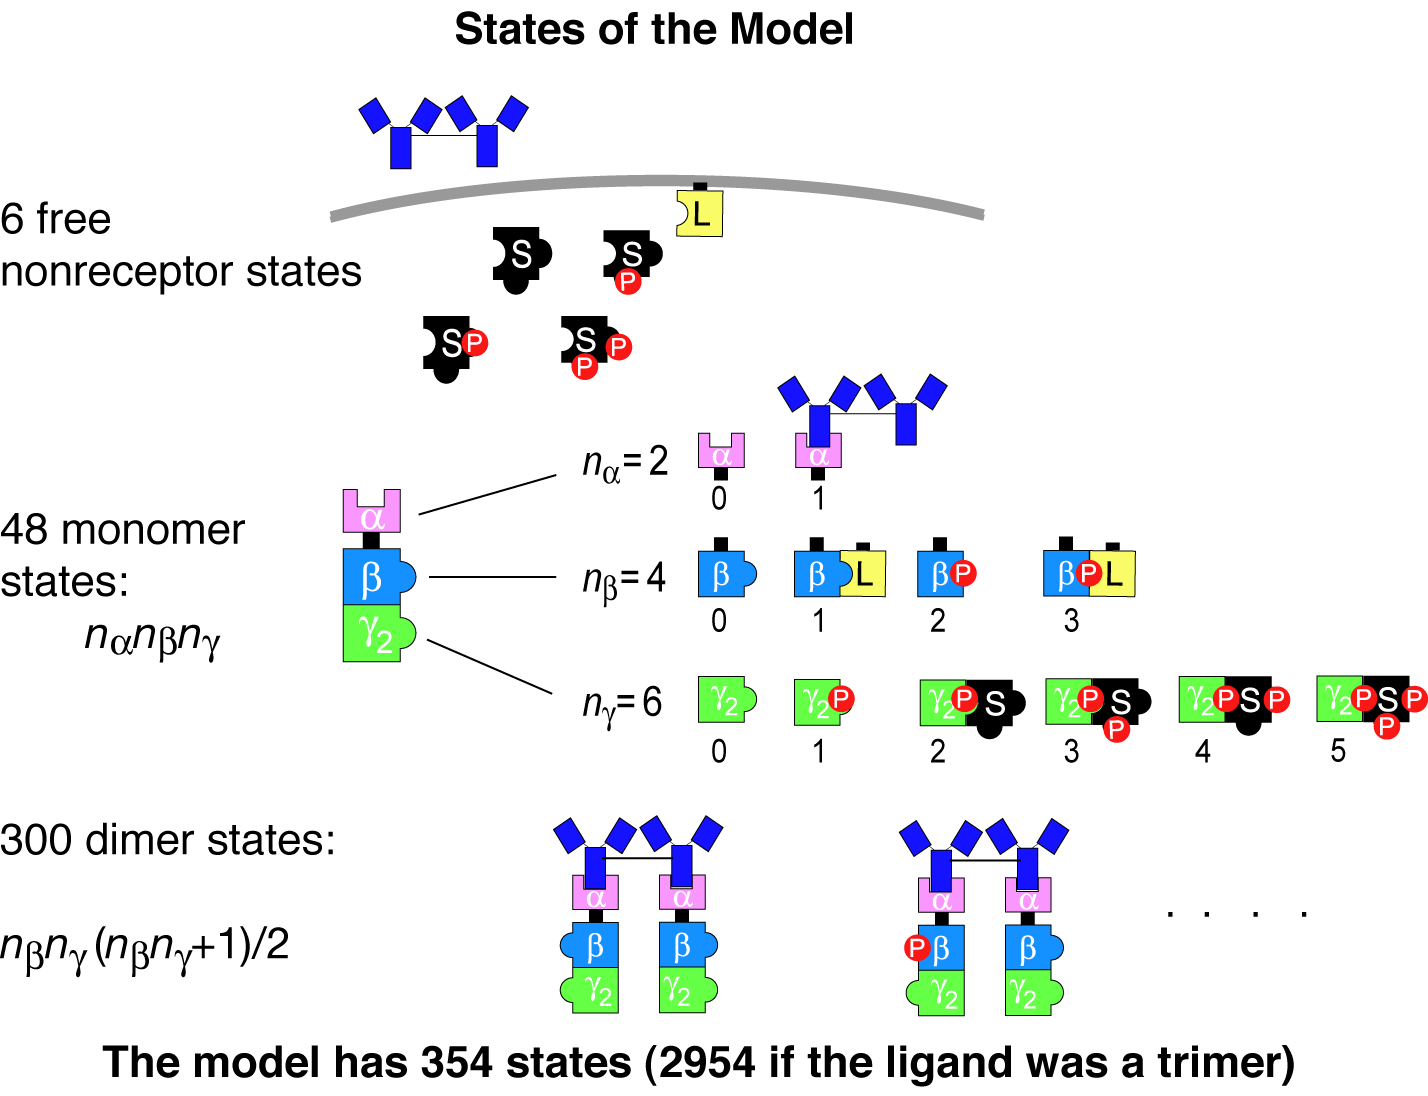 States of the Model
6 free
nonreceptor states
L
S
S
P
S
P
S
P
P
48 monomer
states:
nαnβnγ
α
β
γ2
nα=2
α
α
0
1
nβ=4
β
β
L
β
P
β
P
L
0
1
2
3
nγ=6
γ2
γ2
P
γ2
P
S
γ2
P
S
P
γ2
P
S
P
γ2
P
S
P
P
0
1
2
3
4
5
300 dimer states:
nβnγ(nβnγ+1)/2
α
α
β
β
γ2
γ2
α
α
P
β
β
γ2
γ2
. . . .
The model has 354 states (2954 if the ligand was a trimer)